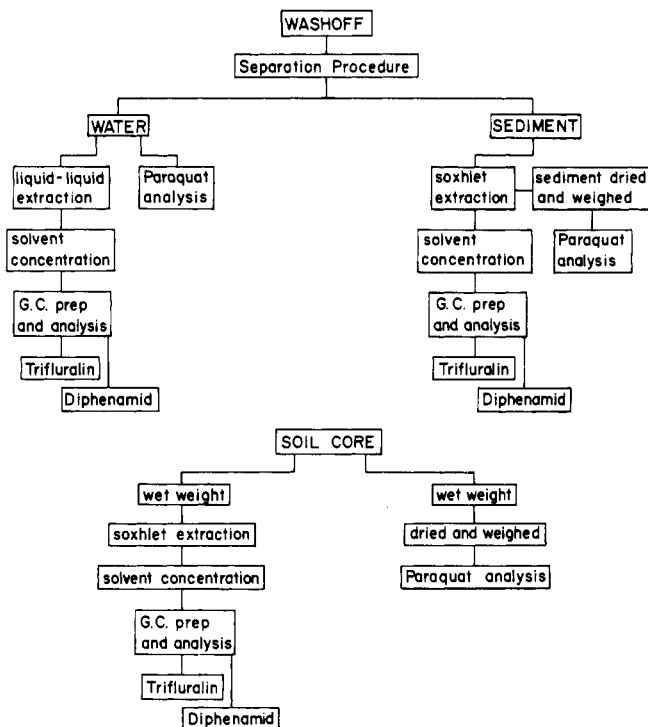 WASHOFF
Separation Procedure
WATER
SEDIMENT
liquid-liquid
extraction
Paraquat
analysis
soxhlet
extraction
sediment dried
and weighed
solvent
concentration
solvent
concentration
Paraquat
analysis
G.C. prep
and analysis
G.C. prep
and analysis
Trifluralin
Trifluralin
Diphenamid
Diphenamid
SOIL CORE
wet weight
wet weight
soxhlet extraction
dried and weighed
solvent concentration
Paraquat analysis
G.C. prep
and analysis
Trifluralin
Diphenamid